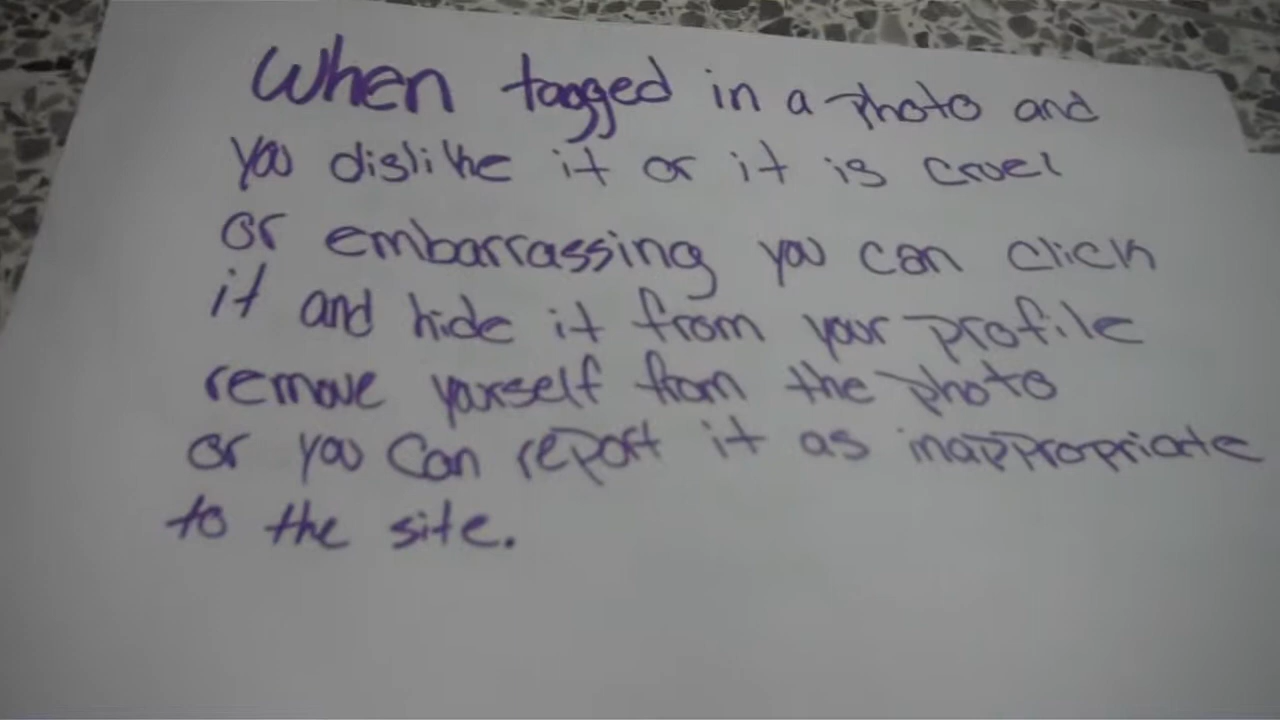 When tagged in a photo and
you dislike it or it is cruel
or embarrassing you can click
it and hide it from your profile
remove yourself from the photo
or you can report it as inappropriate
to the site.